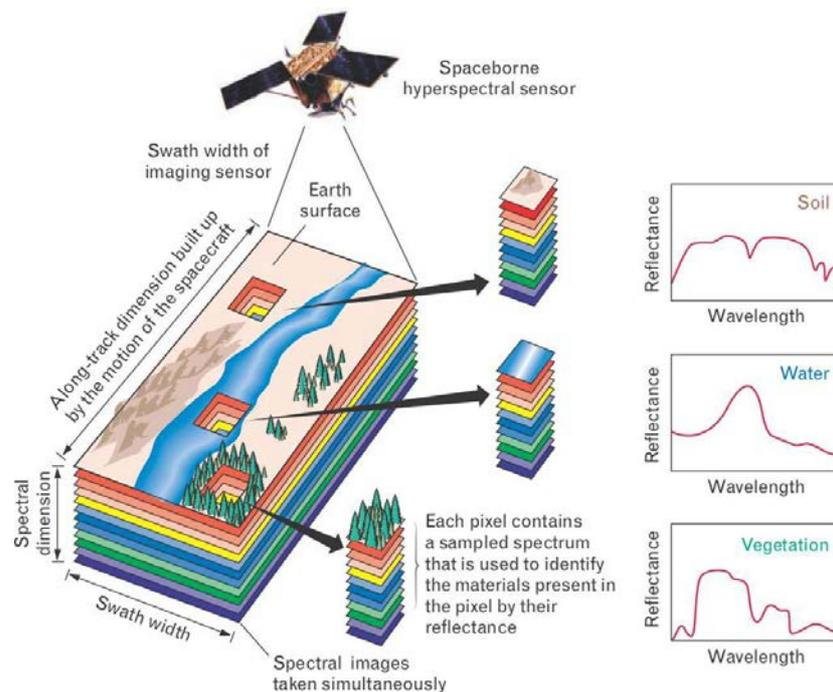 Spaceborne
hyperspectral sensor
Swath width of
imaging sensor
Earth
surface
Along-track dimension built up
by the motion of the spacecraft
Soil
Reflectance
Wavelength
Water
Reflectance
Wavelength
Spectral
dimension
Each pixel contains
a sampled spectrum
that is used to identify
the materials present in
the pixel by their
reflectance
Vegetation
Reflectance
Wavelength
Swath width
Spectral images
taken simultaneously